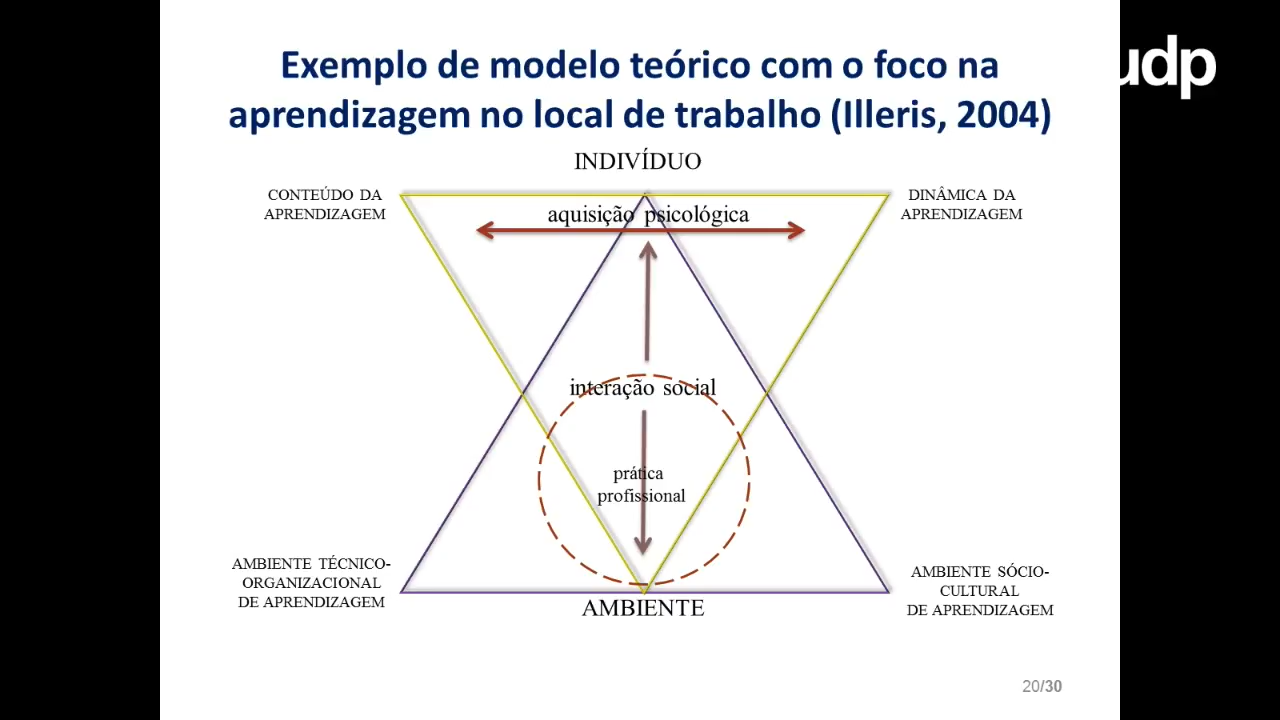 Exemplo de modelo teórico com o foco na
aprendizagem no local de trabalho (Illeris, 2004)
udp
INDIVÍDUO
CONTEÚDO DA
APRENDIZAGEM
DINÂMICA DA
APRENDIZAGEM
aquisição psicológica
interação social
prática
profissional
AMBIENTE TÉCNICO-
ORGANIZACIONAL
DE APRENDIZAGEM
AMBIENTE SÓCIO-
CULTURAL
DE APRENDIZAGEM
AMBIENTE
20/30